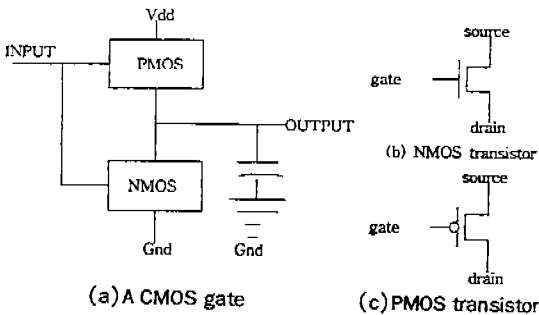 Vdd
INPUT
PMOS
OUTPUT
NMOS
Gnd
Gnd
(a) A CMOS gate
source
gate
drain
(b) NMOS transistor
source
gate
drain
(c) PMOS transistor